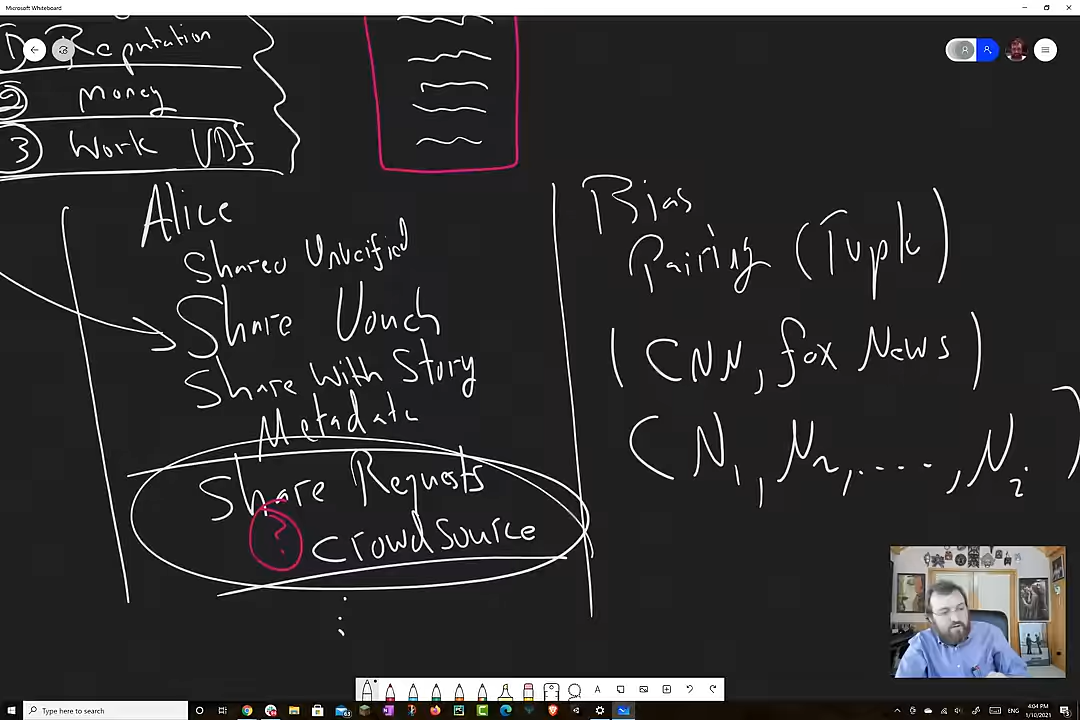 Microsoft Whiteboard
1) Reputation
2 Money
3 Work VDF
Alice
Shared Unverified
Share Vouch
Share With Story
Metadata
Share Requests
? Crowdsource
Bias
Pairing (Tuple)
(CNN, Fox News)
(N1, N2, ...., N2)
Type here to search
4:04 PM
1/10/2021